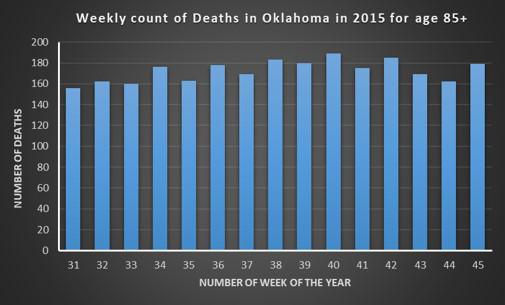 Weekly count of Deaths in Oklahoma in 2015 for age 85+
200
180
160
140
120
100
80
60
40
20
0
NUMBER OF DEATHS
31 32 33 34 35 36 37 38 39 40 41 42 43 44 45
NUMBER OF WEEK OF THE YEAR